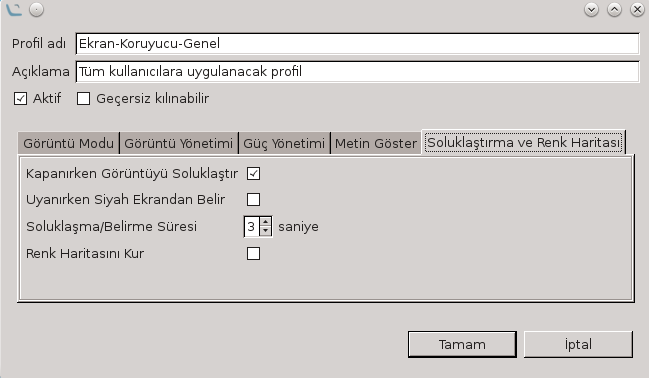 Profil adı Ekran-Koruyucu-Genel
Açıklama Tüm kullanıcılara uygulanacak profil
Aktif Geçersiz kılınabilir
Görüntü Modu Görüntü Yönetimi Güç Yönetimi Metin Göster Soluklaştırma ve Renk Haritası
Kapanırken Görüntüyü Soluklaştır
Uyanırken Siyah Ekrandan Belir
Soluklaşma/Belirme Süresi 3 saniye
Renk Haritasını Kur
Tamam İptal